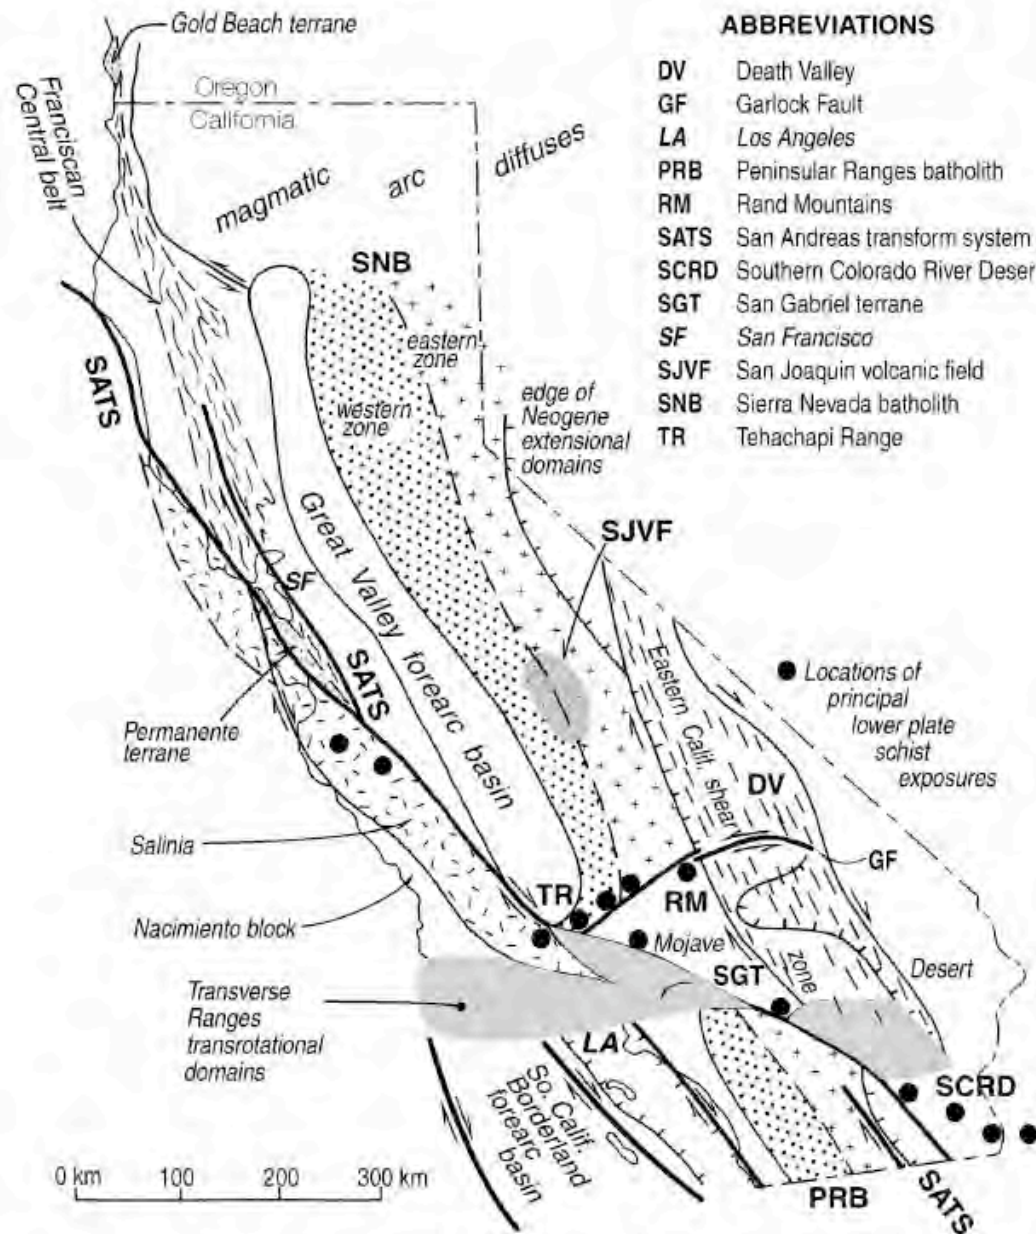 Gold Beach terrane
Franciscan
Central belt
Oregon
California
magmatic arc diffuses
ABBREVIATIONS
DV Death Valley
GF Garlock Fault
LA Los Angeles
PRB Peninsular Ranges batholith
RM Rand Mountains
SATS San Andreas transform system
SCRD Southern Colorado River Deser
SGT San Gabriel terrane
SF San Francisco
SJVF San Joaquin volcanic field
SNB Sierra Nevada batholith
TR Tehachapi Range
SNB
eastern
zone
western
zone
edge of
Neogene
extensional
domains
SATS
Great Valley forearc basin
SJVF
SF
SATS
Eastern Calif. shear
zone
Locations of
principal
lower plate
schist
exposures
Permanente
terrane
DV
Salinia
GF
TR
RM
Nacimiento block
Mojave
SGT
Desert
Transverse
Ranges
transrotational
domains
LA
So. Calif.
Borderland
forearc
basin
SCRD
0 km 100 200 300 km
PRB
SATS